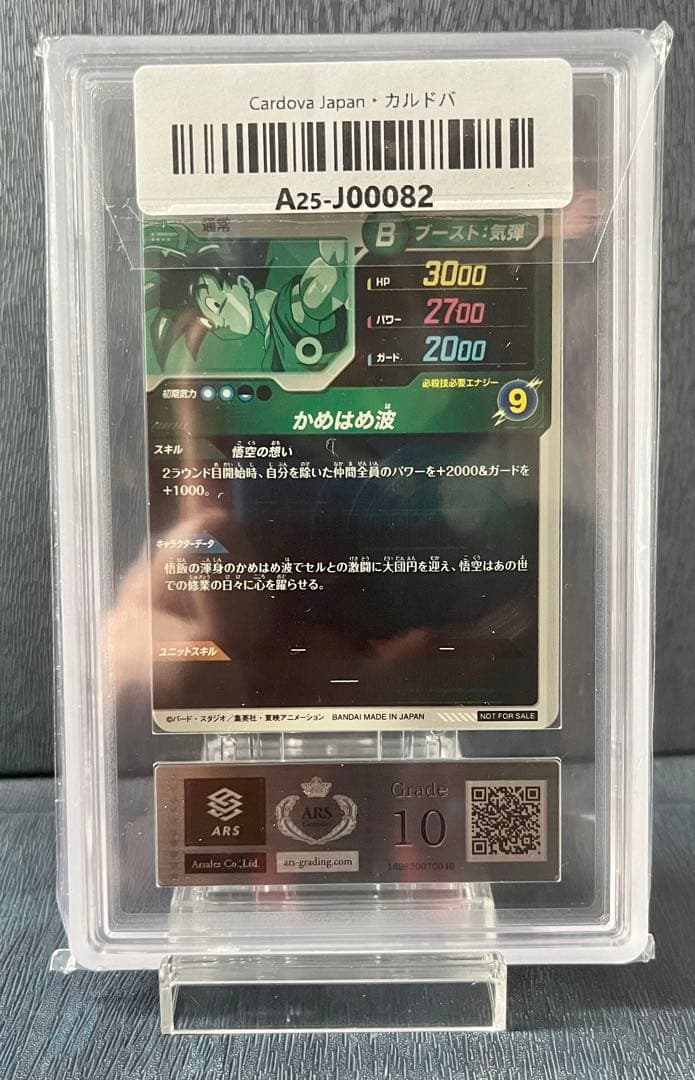 Cardova Japan・カルドバ
A25-J00082
通常
B ブースト:気弾
HP 3000
パワー 2700
ガード 2000
初期気力
必殺技必要エナジー
9
かめはめ波
スキル
悟空の想い
2ラウンド目開始時、自分を除いた仲間全員のパワーを+2000&ガードを
+1000。
キャラクターデータ
悟飯の渾身のかめはめ波でセルとの激闘に大団円を迎え、悟空はあの世
での修業の日々に心を躍らせる。
ユニットスキル
©バード・スタジオ/集英社・東映アニメーション BANDAI MADE IN JAPAN
NOT FOR SALE
ARS
Arsales Co.,Ltd.
ARS
ars-grading.com
Grade
10